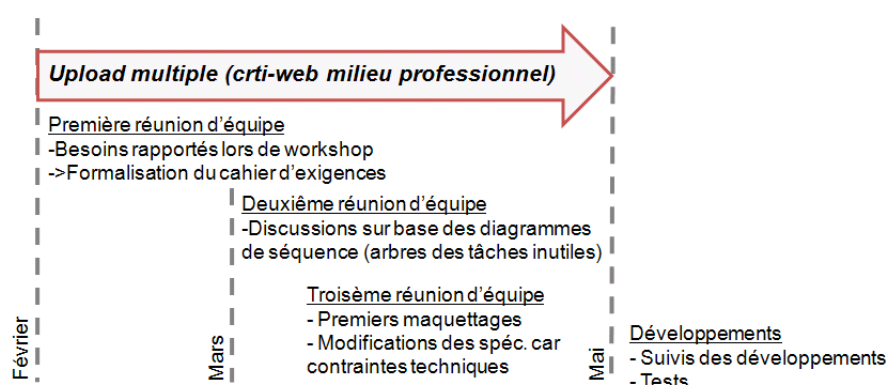 Upload multiple (crti-web milieu professionnel)
Première réunion d'équipe
-Besoins rapportés lors de workshop
->Formalisation du cahier d'exigences
Deuxième réunion d'équipe
-Discussions sur base des diagrammes
de séquence (arbres des tâches inutiles)
Troisème réunion d'équipe
- Premiers maquettages
- Modifications des spéc. car
contraintes techniques
Développements
- Suivis des développements
- Tests
Février
Mars
Mai